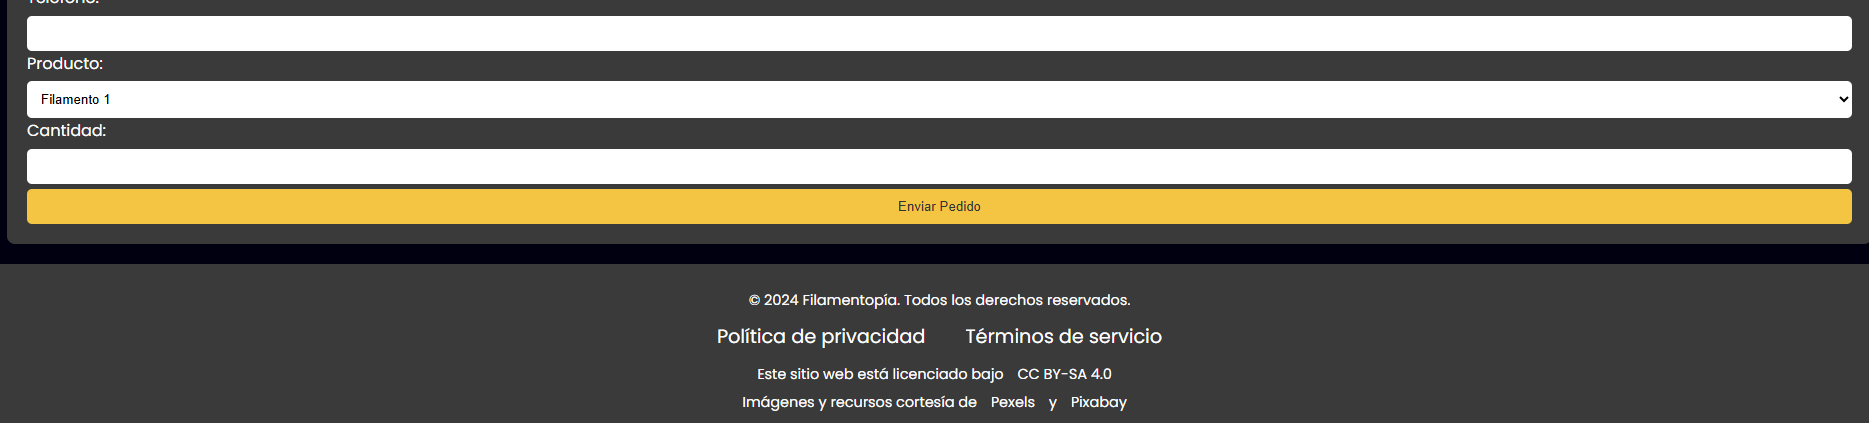 Teléfono:
Producto:
Filamento 1
Cantidad:
Enviar Pedido
© 2024 Filamentopía. Todos los derechos reservados.
Política de privacidad Términos de servicio
Este sitio web está licenciado bajo CC BY-SA 4.0
Imágenes y recursos cortesía de Pexels y Pixabay